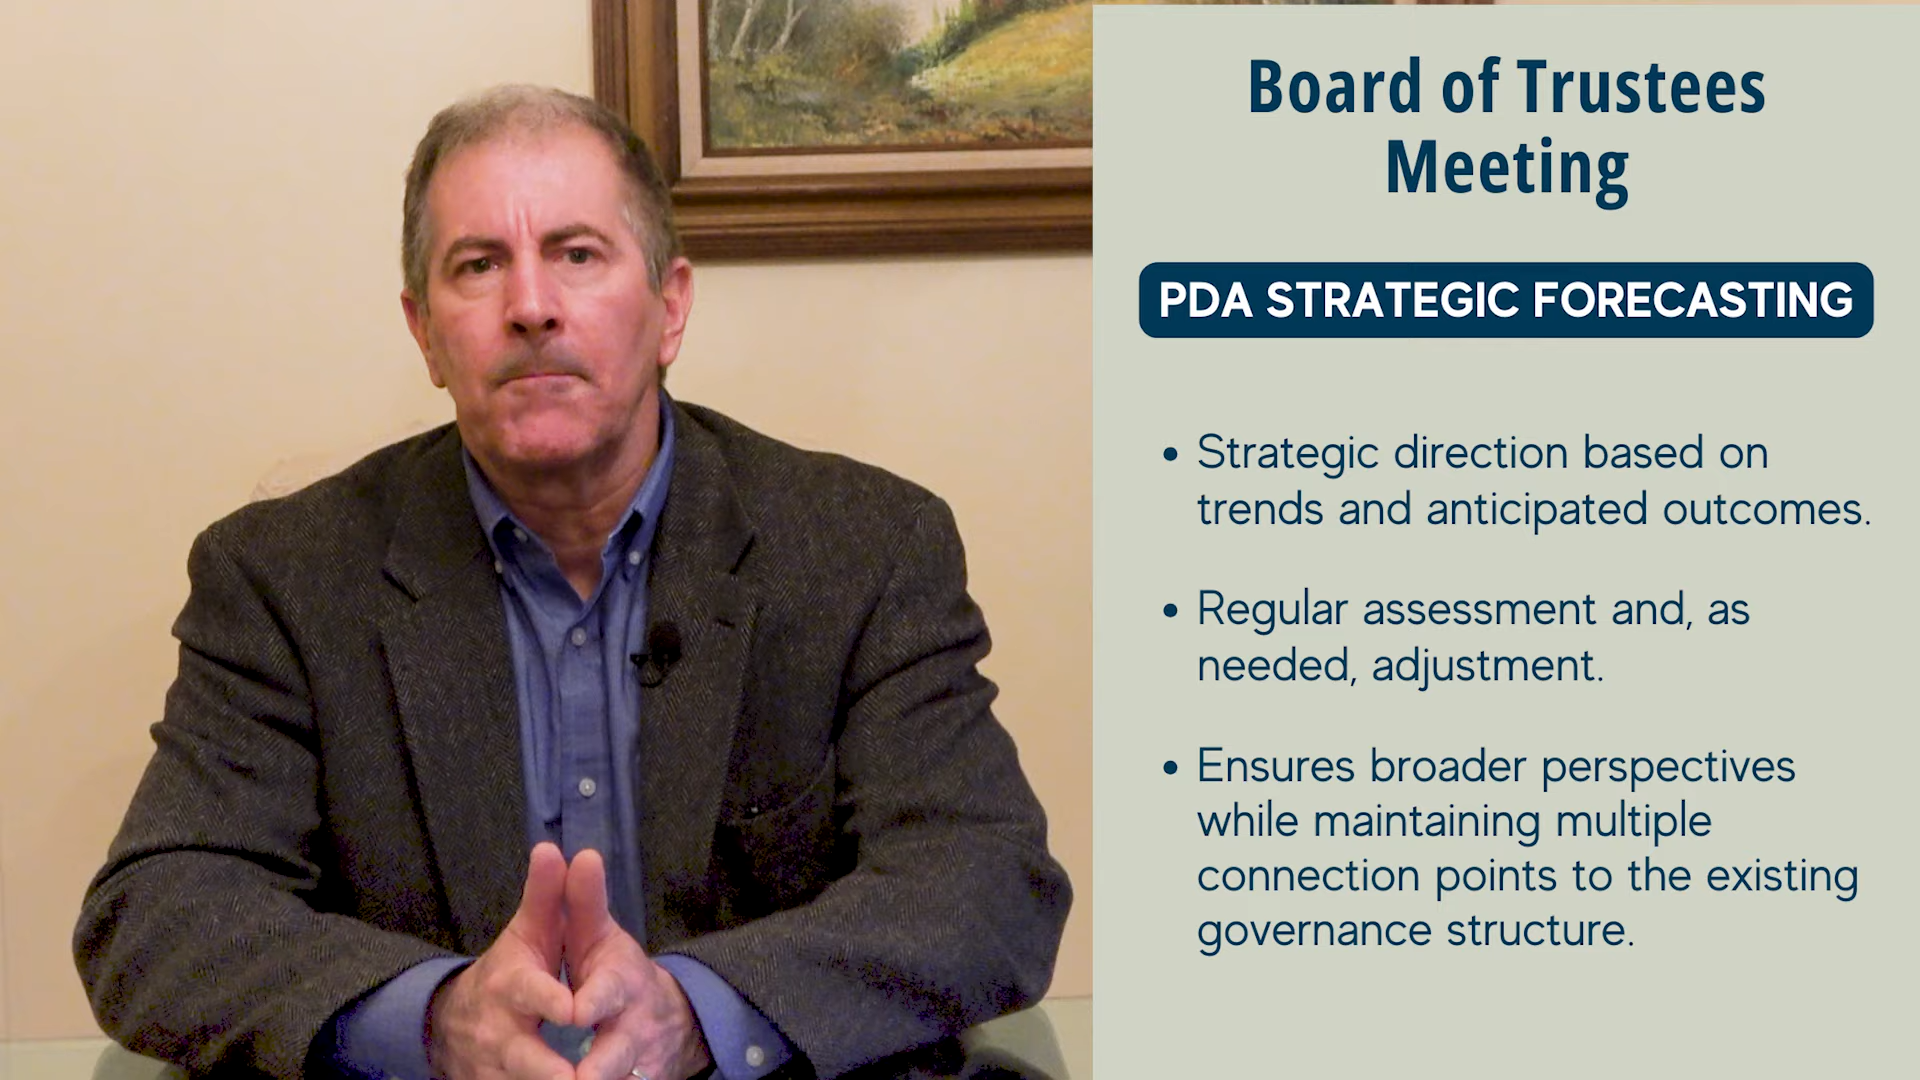 Board of Trustees
Meeting
PDA STRATEGIC FORECASTING
• Strategic direction based on
trends and anticipated outcomes.
• Regular assessment and, as
needed, adjustment.
• Ensures broader perspectives
while maintaining multiple
connection points to the existing
governance structure.